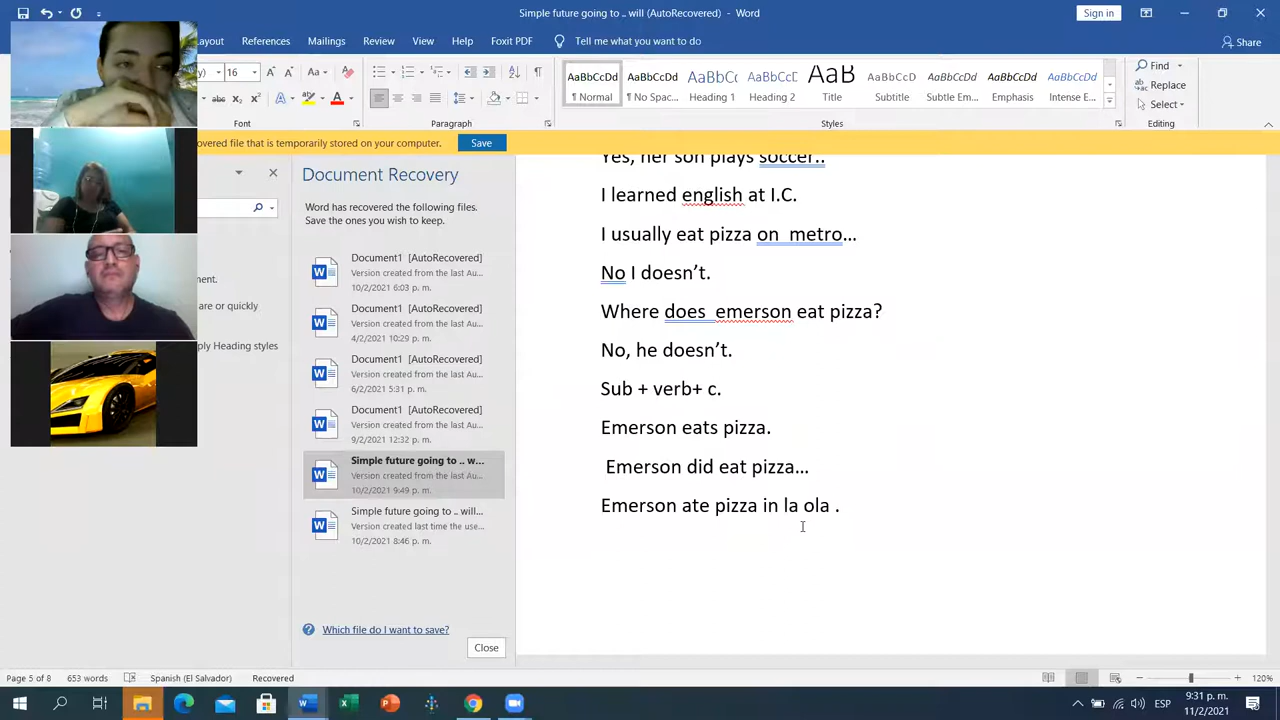 Simple future going to .. will (AutoRecovered) - Word
Sign in
ayout References Mailings Review View Help Foxit PDF Tell me what you want to do
Share
16
AaBbCcDd AaBbCcDd AaBbC( AaBbCcD AaB AaBbCcD AaBbCcDd AaBbCcDd AaBbCcDd
¶ Normal ¶ No Spac... Heading 1 Heading 2 Title Subtitle Subtle Em... Emphasis Intense E...
Find
Replace
Select
Font Paragraph Styles Editing
overed file that is temporarily stored on your computer. Save
Document Recovery
Word has recovered the following files.
Save the ones you wish to keep.
Document1 [AutoRecovered]
Version created from the last Au...
10/2/2021 6:03 p. m.
Document1 [AutoRecovered]
Version created from the last Au...
4/2/2021 10:29 p. m.
Document1 [AutoRecovered]
Version created from the last Au...
6/2/2021 5:31 p. m.
Document1 [AutoRecovered]
Version created from the last Au...
9/2/2021 12:32 p. m.
Simple future going to .. w...
Version created from the last Au...
10/2/2021 9:49 p. m.
Simple future going to .. will...
Version created last time the use...
10/2/2021 8:46 p. m.
Which file do I want to save?
Close
ment.
are or quickly
ply Heading styles
Yes, her son plays soccer..
I learned english at I.C.
I usually eat pizza on metro...
No I doesn't.
Where does emerson eat pizza?
No, he doesn't.
Sub + verb+ c.
Emerson eats pizza.
Emerson did eat pizza...
Emerson ate pizza in la ola .
Page 5 of 8 653 words Spanish (El Salvador) Recovered 120%
ESP 9:31 p. m.
11/2/2021